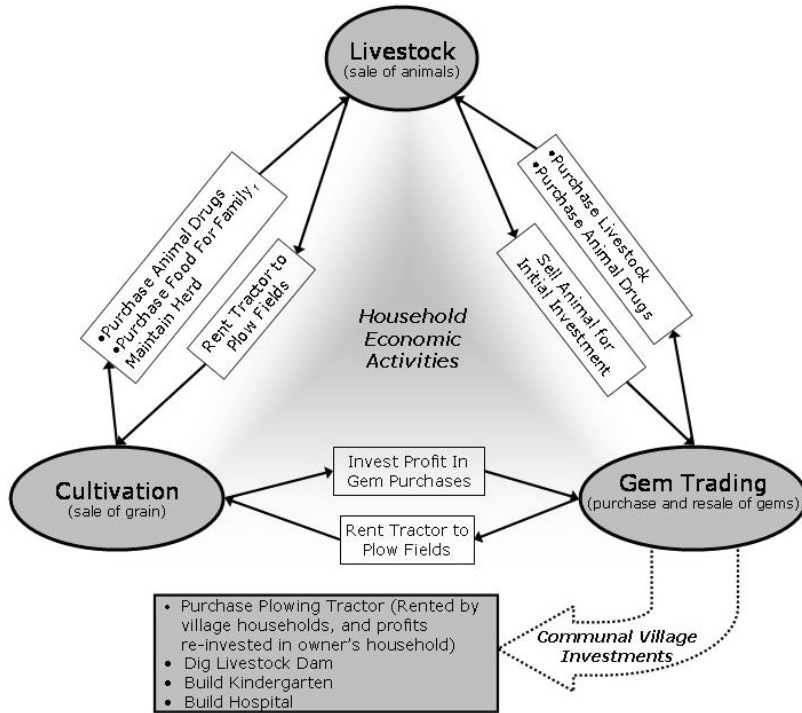 Livestock
(sale of animals)
•Purchase Animal Drugs
•Purchase Food For Family,
Maintain Herd
Rent Tractor to
Plow Fields
•Purchase Livestock
•Purchase Animal Drugs
Sell Animal for
Initial Investment
Household
Economic
Activities
Cultivation
(sale of grain)
Invest Profit In
Gem Purchases
Rent Tractor to
Plow Fields
Gem Trading
(purchase and resale of gems)
• Purchase Plowing Tractor (Rented by
village households, and profits
re-invested in owner's household)
• Dig Livestock Dam
• Build Kindergarten
• Build Hospital
Communal Village
Investments